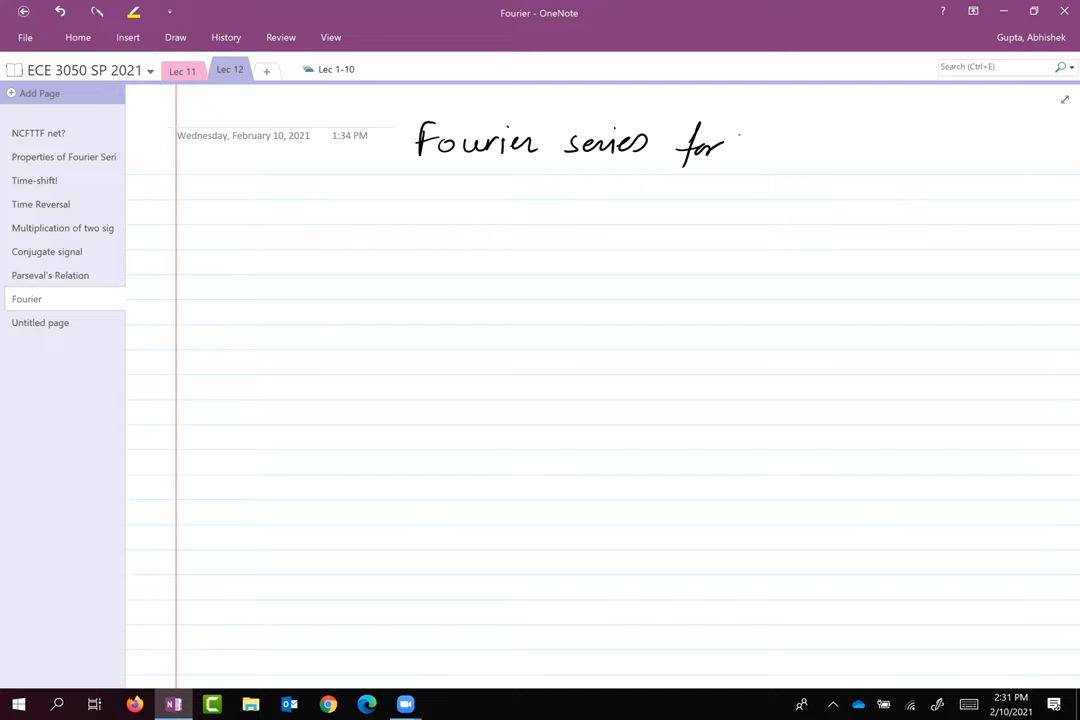 Fourier - OneNote
?
Gupta, Abhishek
File Home Insert Draw History Review View
ECE 3050 SP 2021
Lec 11
Lec 12
+
Lec 1-10
Search (Ctrl+E)
Add Page
NCFTTF net?
Properties of Fourier Seri
Time-shift!
Time Reversal
Multiplication of two sig
Conjugate signal
Parseval's Relation
Fourier
Untitled page
Wednesday, February 10, 2021 1:34 PM
Fourier series for
2:31 PM
2/10/2021